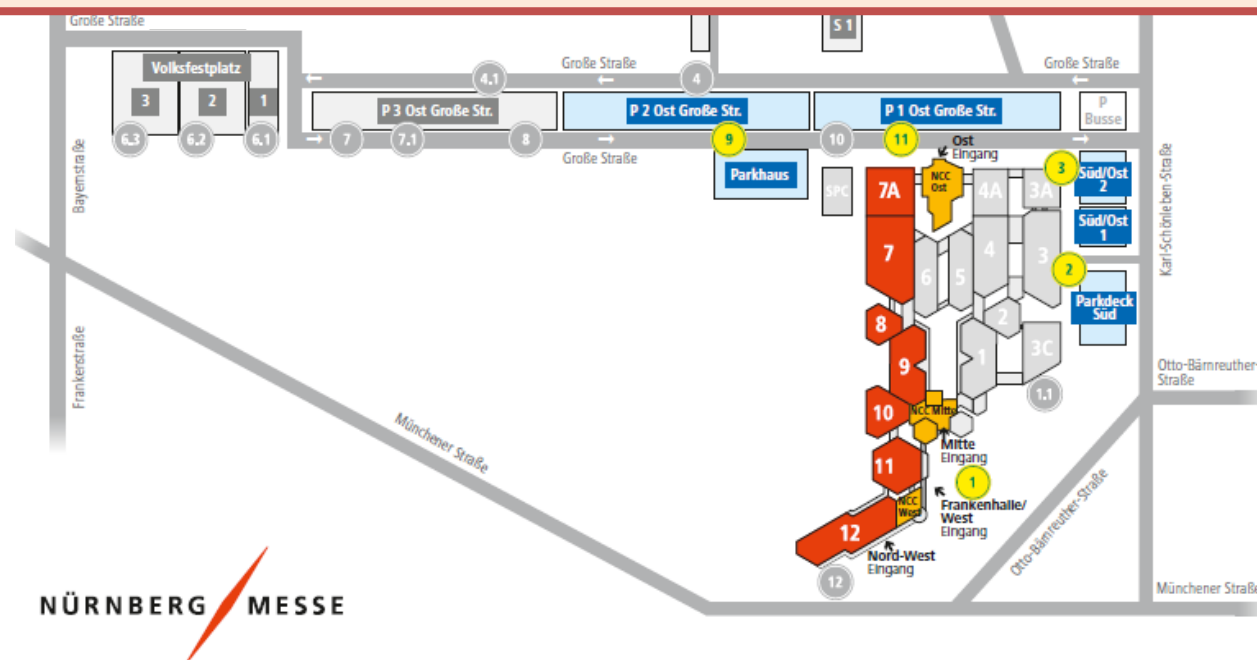 Große Straße
S 1
Volksfestplatz
3
2
1
4.1
Große Straße
4
Große Straße
P 3 Ost Große Str.
P 2 Ost Große Str.
P 1 Ost Große Str.
P
Busse
6.3
6.2
6.1
7
7.1
8
9
10
11
Große Straße
Ost
Eingang
Parkhaus
SPC
7A
NCC
Ost
4A
3A
3
Süd/Ost
2
Süd/Ost
1
Bayernstraße
Karl-Schönleben-Straße
7
6
5
4
3
2
Parkdeck
Süd
8
2
9
1
3C
1.1
Otto-Bärnreuther-
Straße
Frankenstraße
Münchener Straße
10
NCC Mitte
Mitte
Eingang
11
1
NCC
West
Frankenhalle/
West
Eingang
Otto-Bärnreuther-Straße
12
Nord-West
Eingang
12
Münchener Straße
NÜRNBERG MESSE